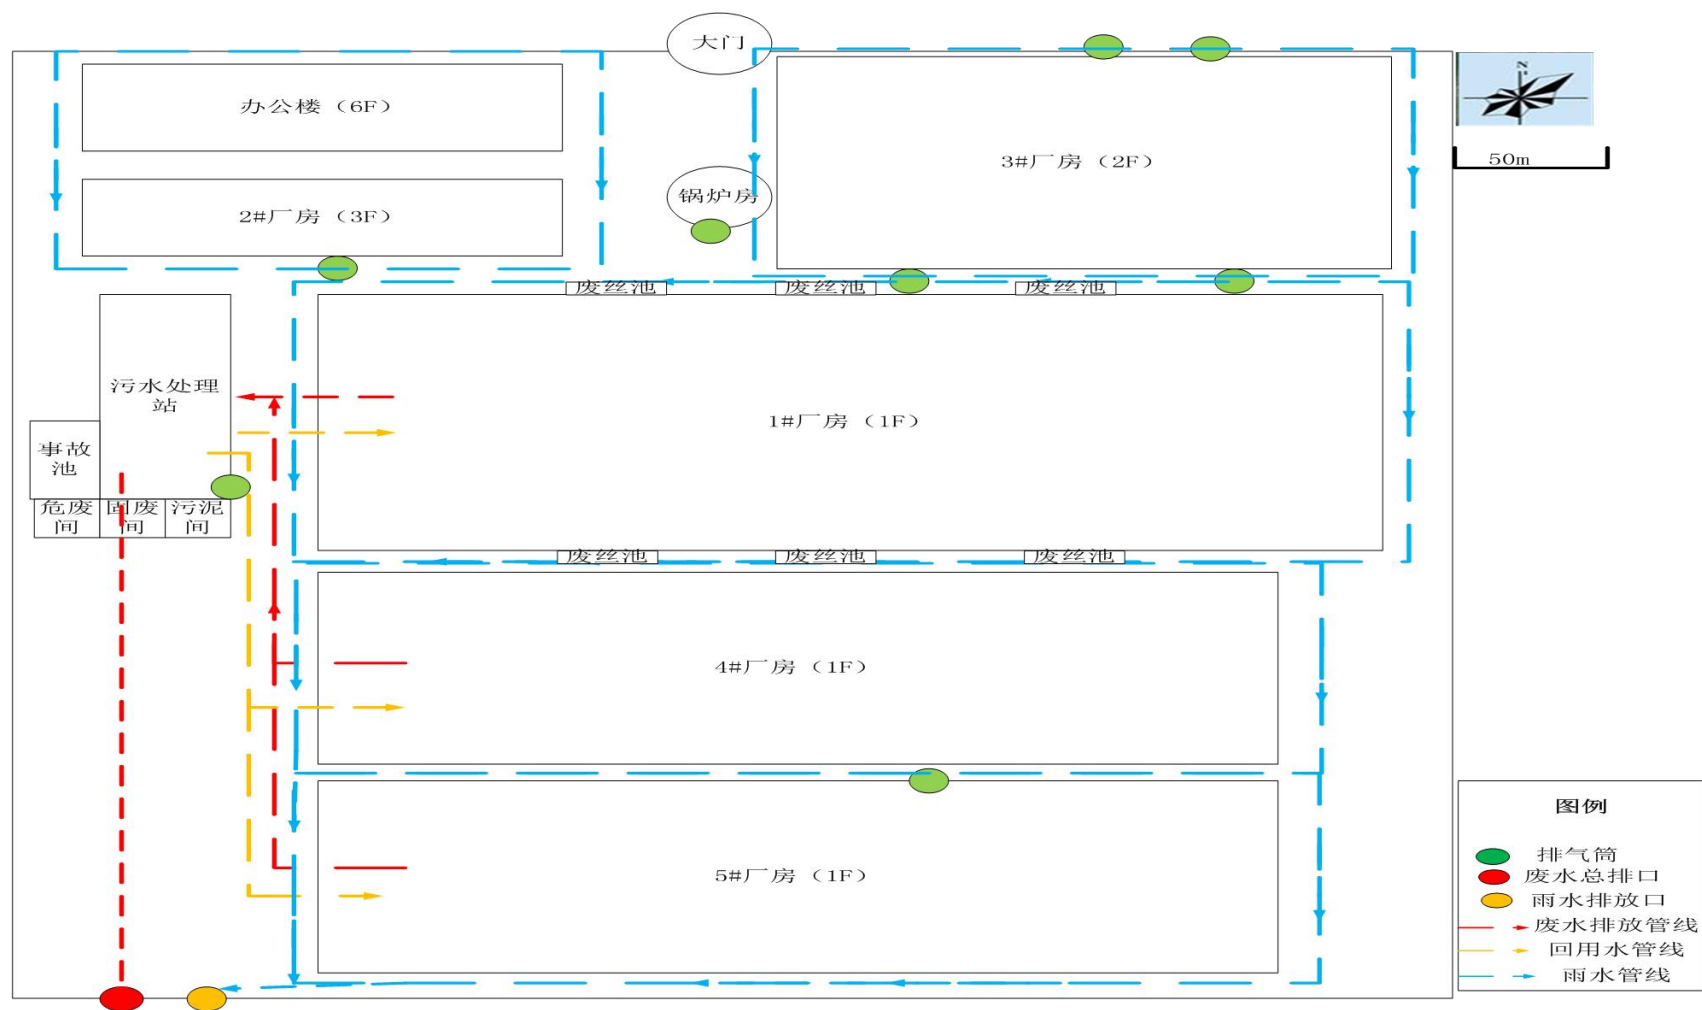 大门
办公楼（6F）
N
3#厂房（2F）
50m
锅炉房
2#厂房（3F）
废丝池
废丝池
废丝池
污水处理
站
1#厂房（1F）
事故
池
危废
间
固废
间
污泥
间
废丝池
废丝池
废丝池
4#厂房（1F）
5#厂房（1F）
图例
排气筒
废水总排口
雨水排放口
废水排放管线
回用水管线
雨水管线